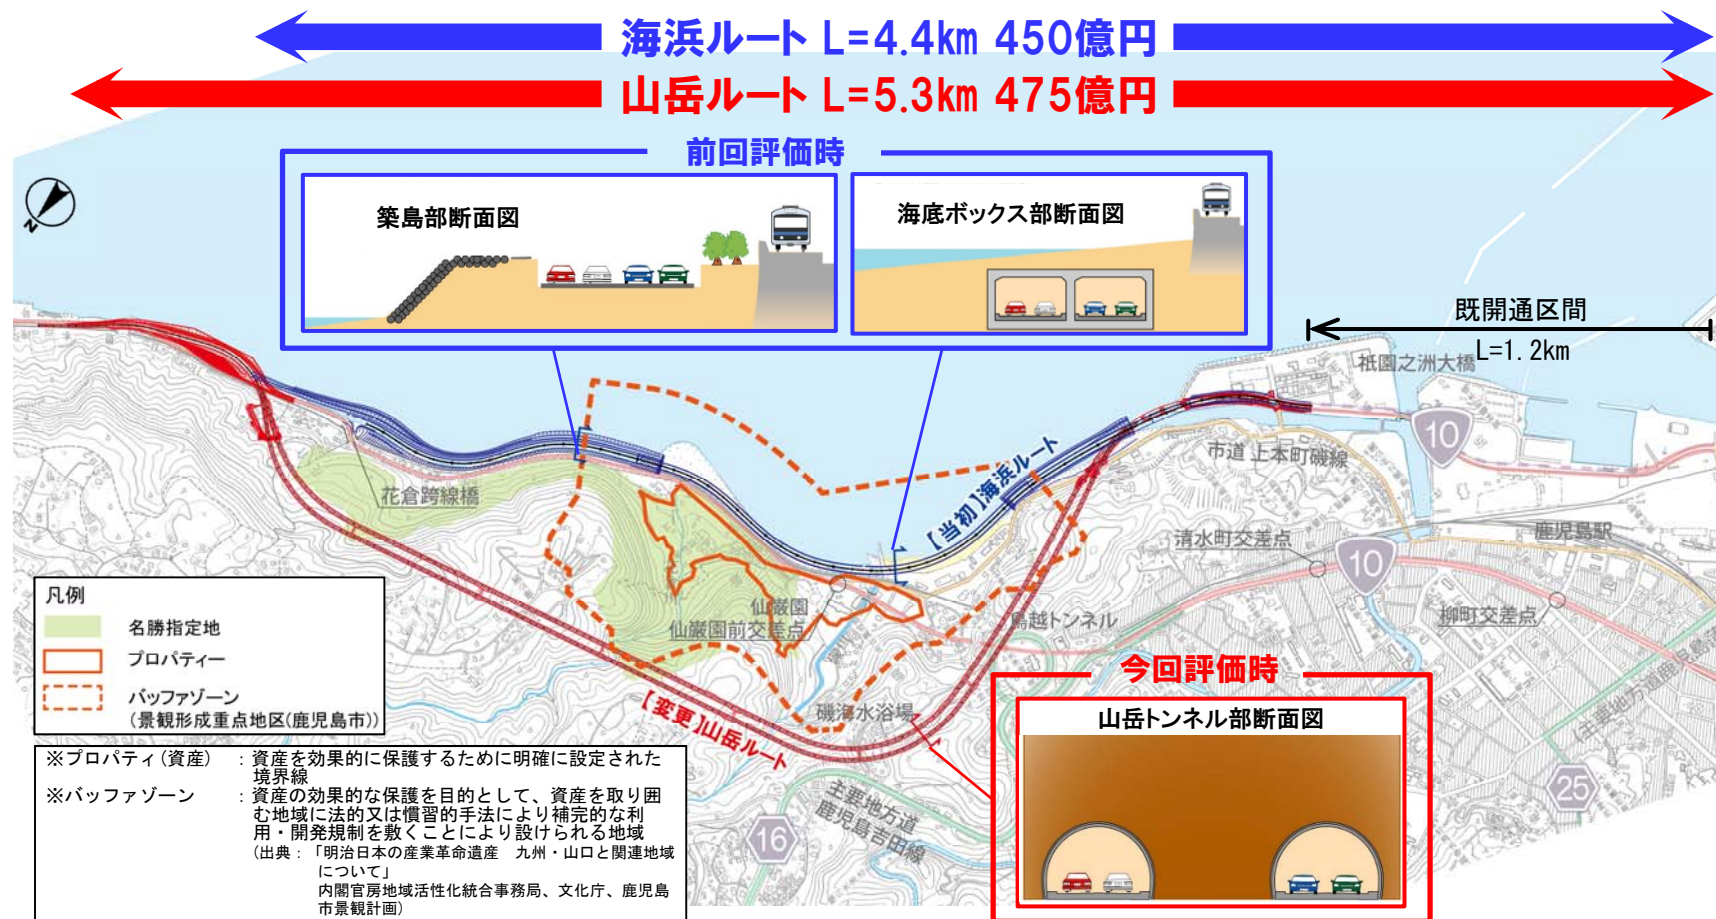 海浜ルート L=4.4km 450億円
山岳ルート L=5.3km 475億円
前回評価時
築島部断面図
海底ボックス部断面図
N
既開通区間
L=1.2km
祇園之洲大橋
10
市道 上本町磯線
【当初】海浜ルート
花倉跨線橋
清水町交差点
鹿児島駅
10
柳町交差点
仙巌園
仙巌園前交差点
鳥越トンネル
凡例
名勝指定地
プロパティー
バッファゾーン
(景観形成重点地区(鹿児島市))
【変更】山岳ルート
磯海水浴場
今回評価時
山岳トンネル部断面図
主要地方道
鹿児島吉田線
16
25
※プロパティ(資産) :資産を効果的に保護するために明確に設定された
境界線
※バッファゾーン :資産の効果的な保護を目的として、資産を取り囲
む地域に法的又は慣習的手法により補完的な利
用・開発規制を敷くことにより設けられる地域
(出典:「明治日本の産業革命遺産 九州・山口と関連地域
について」
内閣官房地域活性化統合事務局、文化庁、鹿児島
市景観計画)